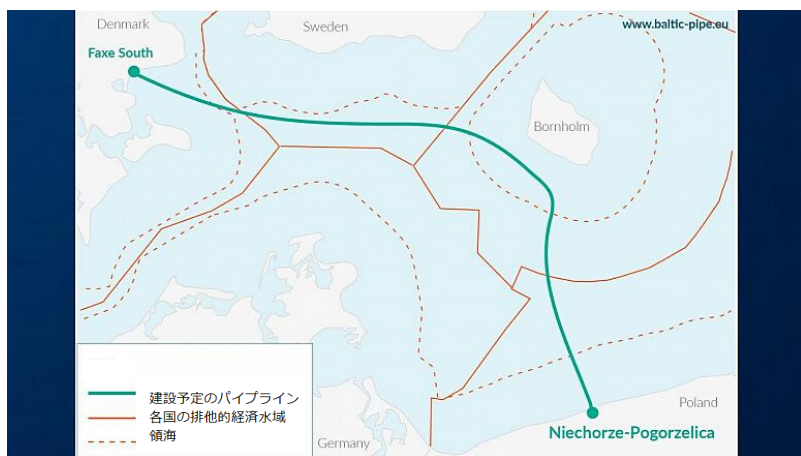 Denmark
Sweden
www.baltic-pipe.eu
Faxe South
Bornholm
建設予定のパイプライン
各国の排他的経済水域
領海
Germany
Poland
Niechorze-Pogorzelica